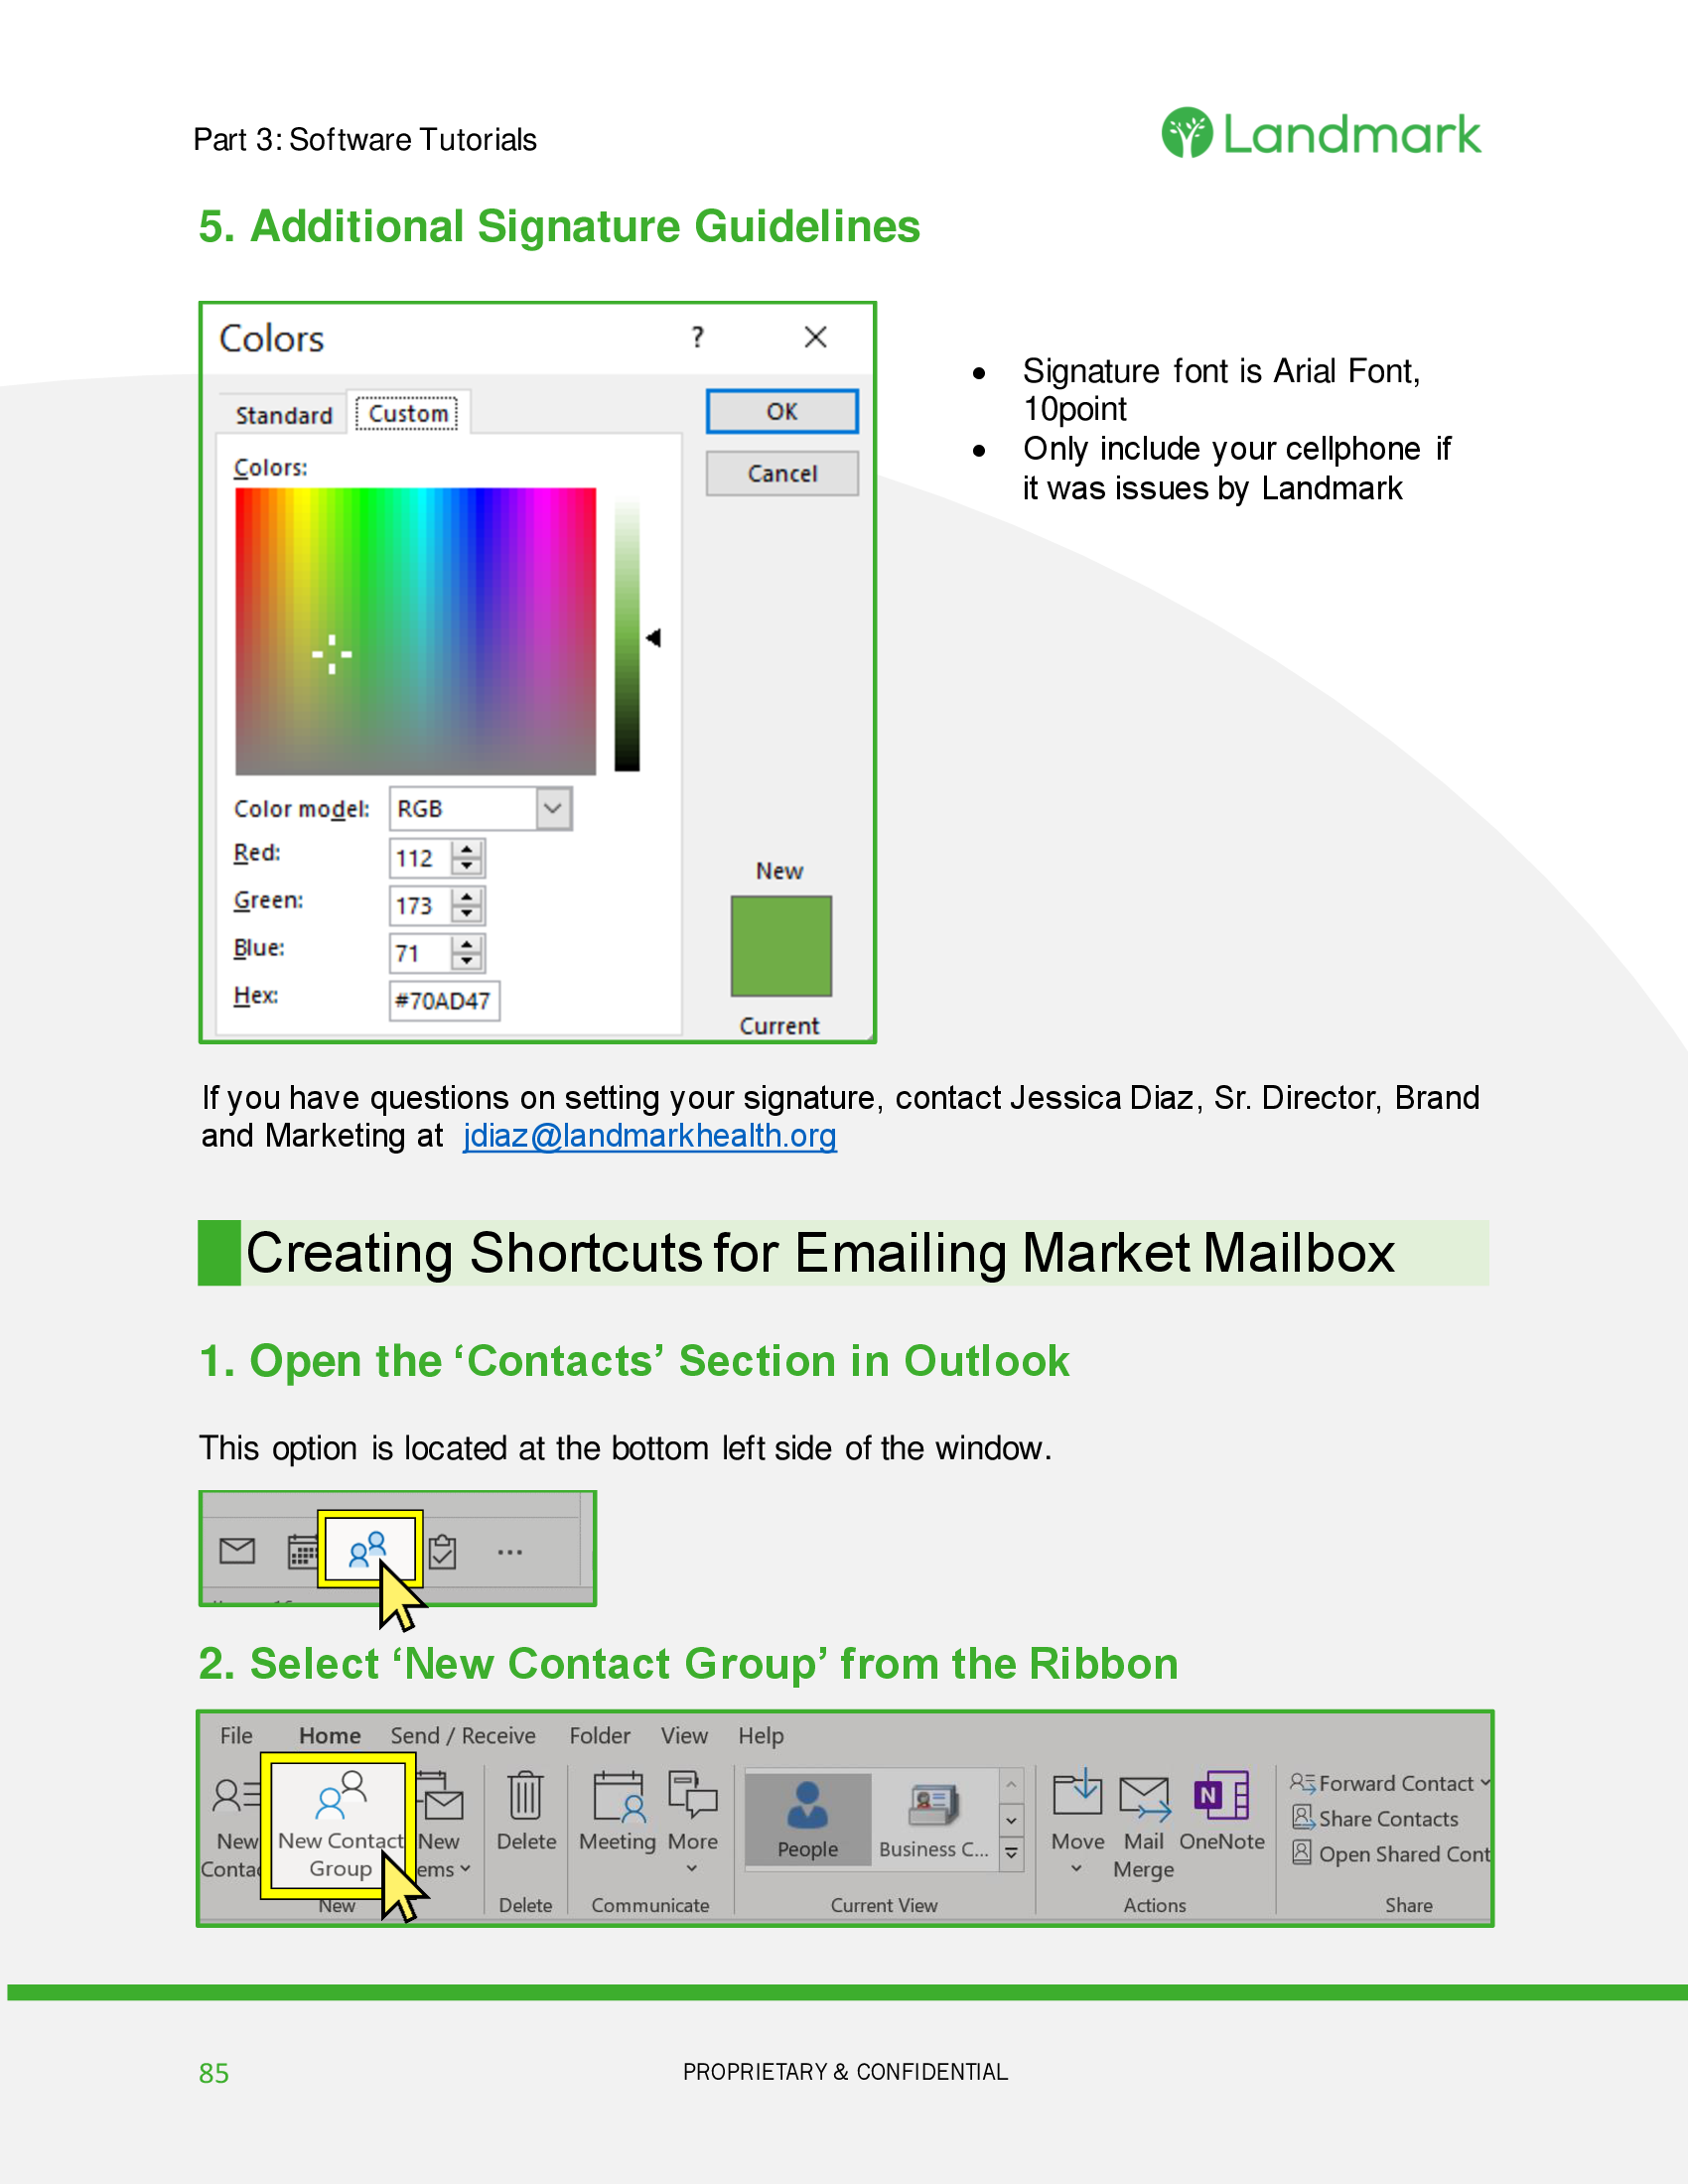 Part 3: Software Tutorials
Landmark
5. Additional Signature Guidelines
Colors
?
Standard
Custom
OK
Cancel
Colors:
Color model:
RGB
Red:
112
Green:
173
Blue:
71
Hex:
#70AD47
New
Current
• Signature font is Arial Font,
10point
• Only include your cellphone if
it was issues by Landmark
If you have questions on setting your signature, contact Jessica Diaz, Sr. Director, Brand
and Marketing at jdiaz@landmarkhealth.org
Creating Shortcuts for Emailing Market Mailbox
1. Open the ‘Contacts’ Section in Outlook
This option is located at the bottom left side of the window.
2. Select ‘New Contact Group’ from the Ribbon
File Home Send / Receive Folder View Help
New
Contac
New Contact
Group
New
ems
New
Delete
Delete
Meeting
More
Communicate
People
Business C...
Current View
Move
Mail
Merge
N
OneNote
Actions
Forward Contact
Share Contacts
Open Shared Cont
Share
85
PROPRIETARY & CONFIDENTIAL